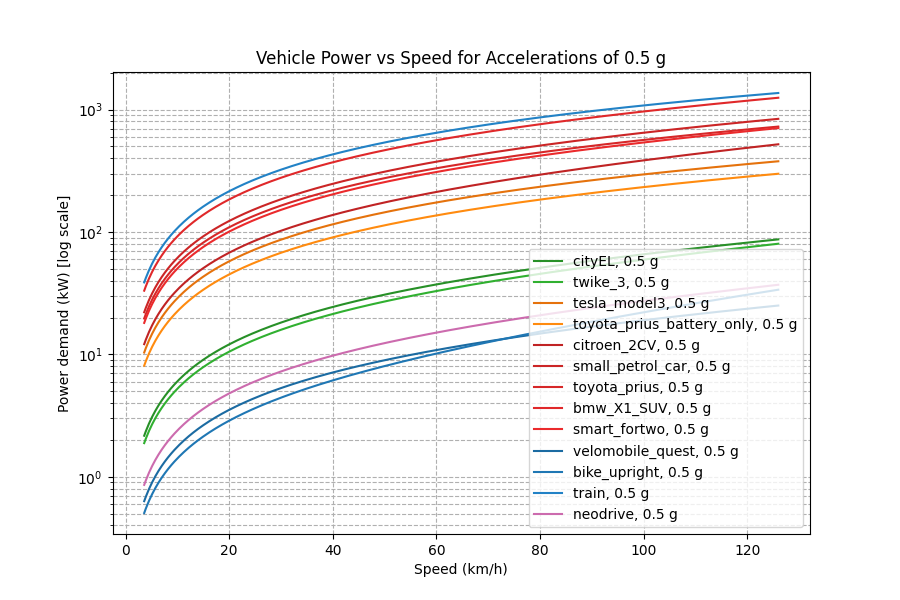 Vehicle Power vs Speed for Accelerations of 0.5 g
Power demand (kW) [log scale]
10³
10²
10¹
10⁰
cityEL, 0.5 g
twike_3, 0.5 g
tesla_model3, 0.5 g
toyota_prius_battery_only, 0.5 g
citroen_2CV, 0.5 g
small_petrol_car, 0.5 g
toyota_prius, 0.5 g
bmw_X1_SUV, 0.5 g
smart_fortwo, 0.5 g
velomobile_quest, 0.5 g
bike_upright, 0.5 g
train, 0.5 g
neodrive, 0.5 g
0 20 40 60 80 100 120
Speed (km/h)